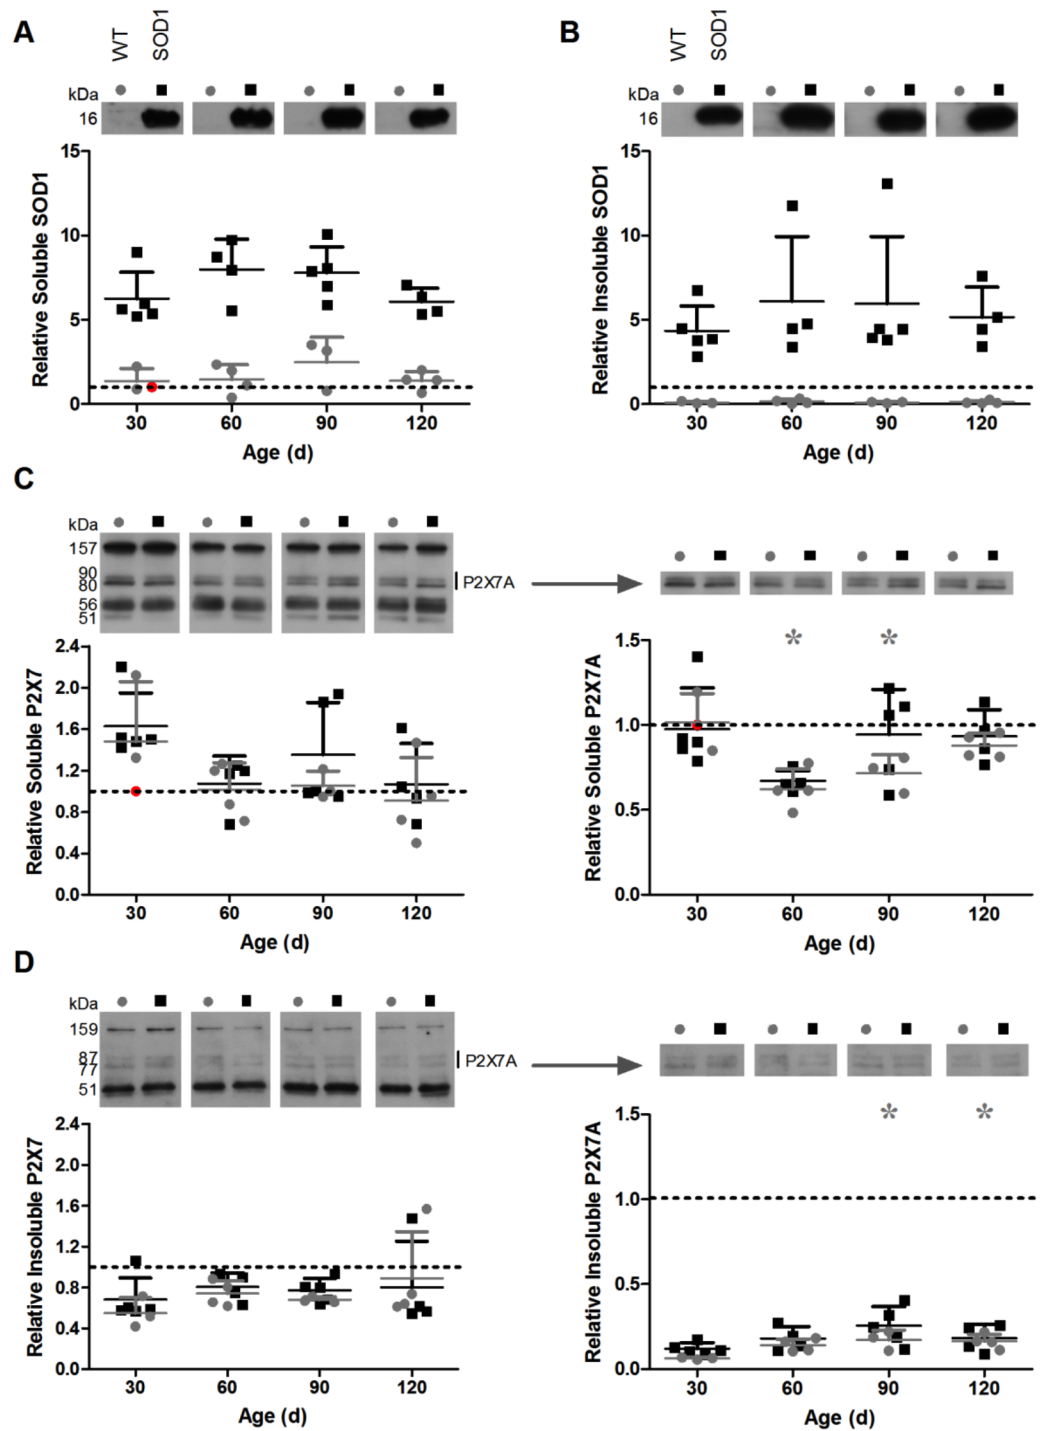 A
WT
SOD1
kDa
16
15
10
5
0
Relative Soluble SOD1
30 60 90 120
Age (d)
B
WT
SOD1
kDa
16
15
10
5
0
Relative Insoluble SOD1
30 60 90 120
Age (d)
C
kDa
157
90
80
56
51
P2X7A
2.4
2.0
1.6
1.2
0.8
0.4
0.0
Relative Soluble P2X7
30 60 90 120
Age (d)
* *
1.5
1.0
0.5
0.0
Relative Soluble P2X7A
30 60 90 120
Age (d)
D
kDa
159
87
77
51
P2X7A
2.4
2.0
1.6
1.2
0.8
0.4
0.0
Relative Insoluble P2X7
30 60 90 120
Age (d)
* *
1.5
1.0
0.5
0.0
Relative Insoluble P2X7A
30 60 90 120
Age (d)